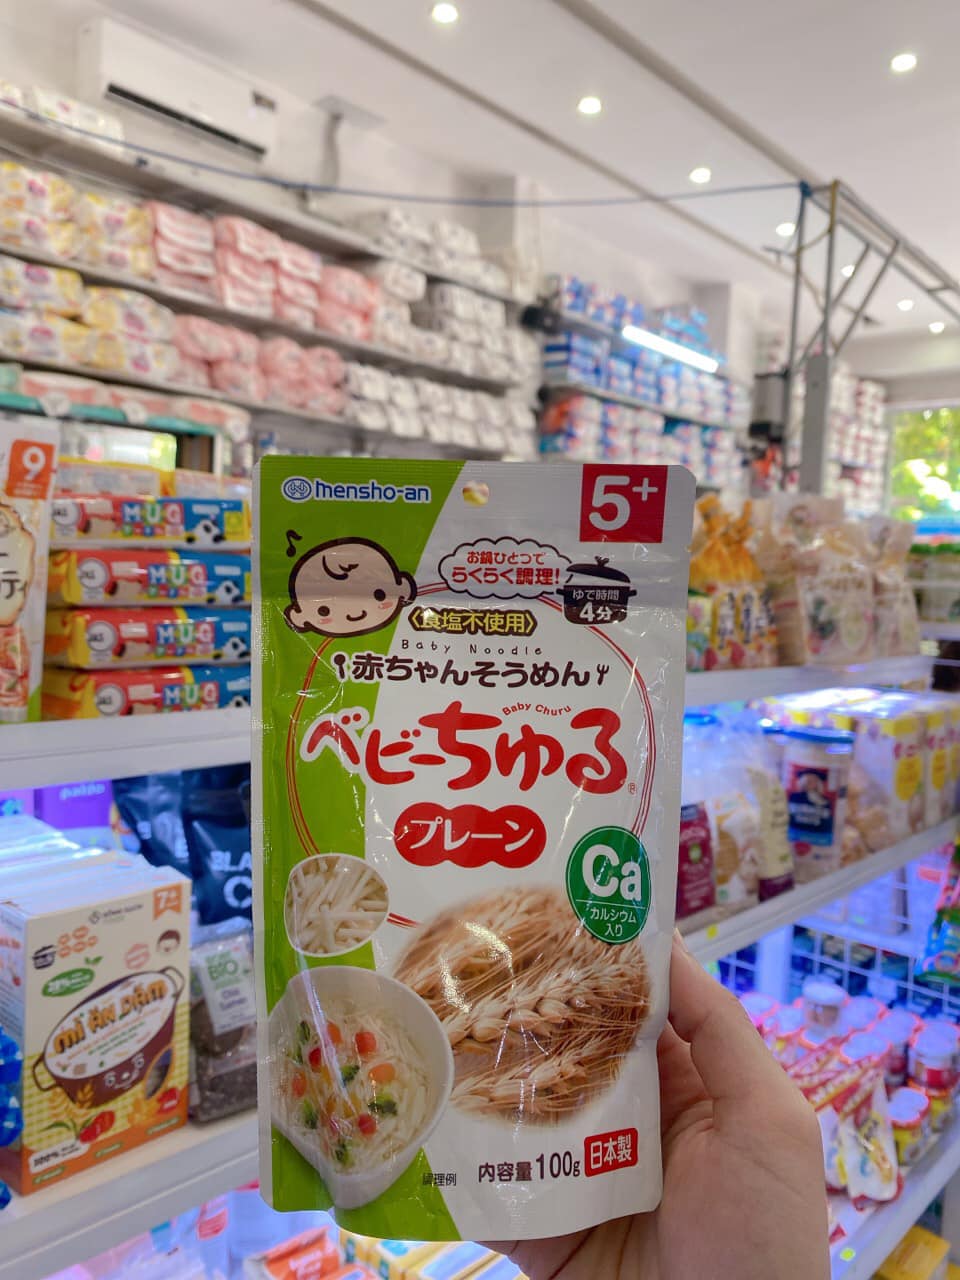 mensho-an
5+
お鍋ひとつで
らくらく調理!
ゆで時間
4分
〈食塩不使用〉
Baby Noodle
赤ちゃんそうめん
Baby Churu
ベビーちゅる®
プレーン
Ca
カルシウム
入り
調理例
内容量100g
日本製
9
MUG
MUG
MUG
MUG
JAS
JAS
JAS
7+
MÌ ĂN DẶM
100%